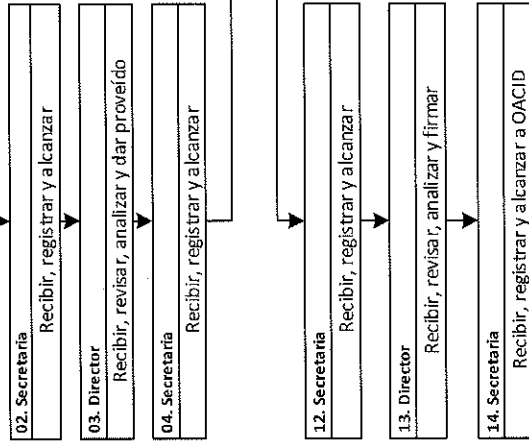 02. Secretaria
Recibir, registrar y alcanzar
03. Director
Recibir, revisar, analizar y dar proveído
04. Secretaria
Recibir, registrar y alcanzar
12. Secretaria
Recibir, registrar y alcanzar
13. Director
Recibir, revisar, analizar y firmar
14. Secretaria
Recibir, registrar y alcanzar a OACID